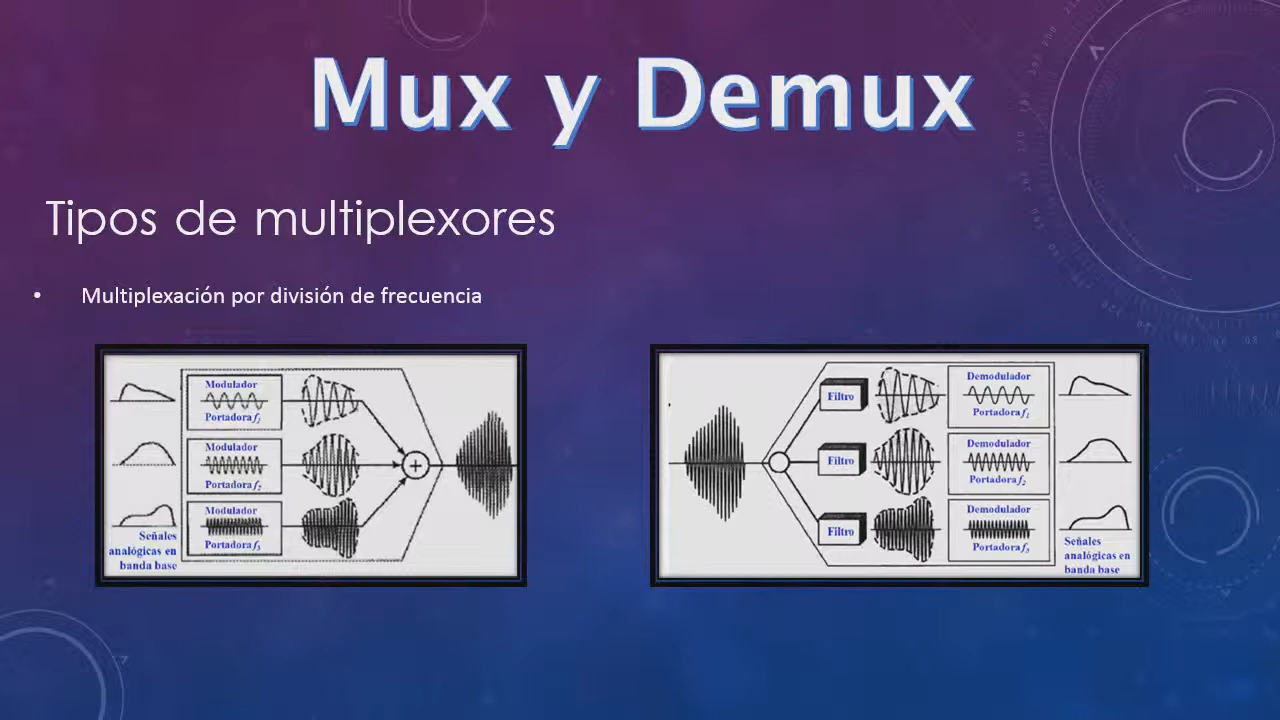 Mux y Demux
Tipos de multiplexores
• Multiplexación por división de frecuencia
Modulador
Portadora f1
Modulador
Portadora f2
Modulador
Portadora f3
Señales
analógicas en
banda base
+
Filtro
Filtro
Filtro
Demodulador
Portadora f1
Demodulador
Portadora f2
Demodulador
Portadora f3
Señales
analógicas en
banda base